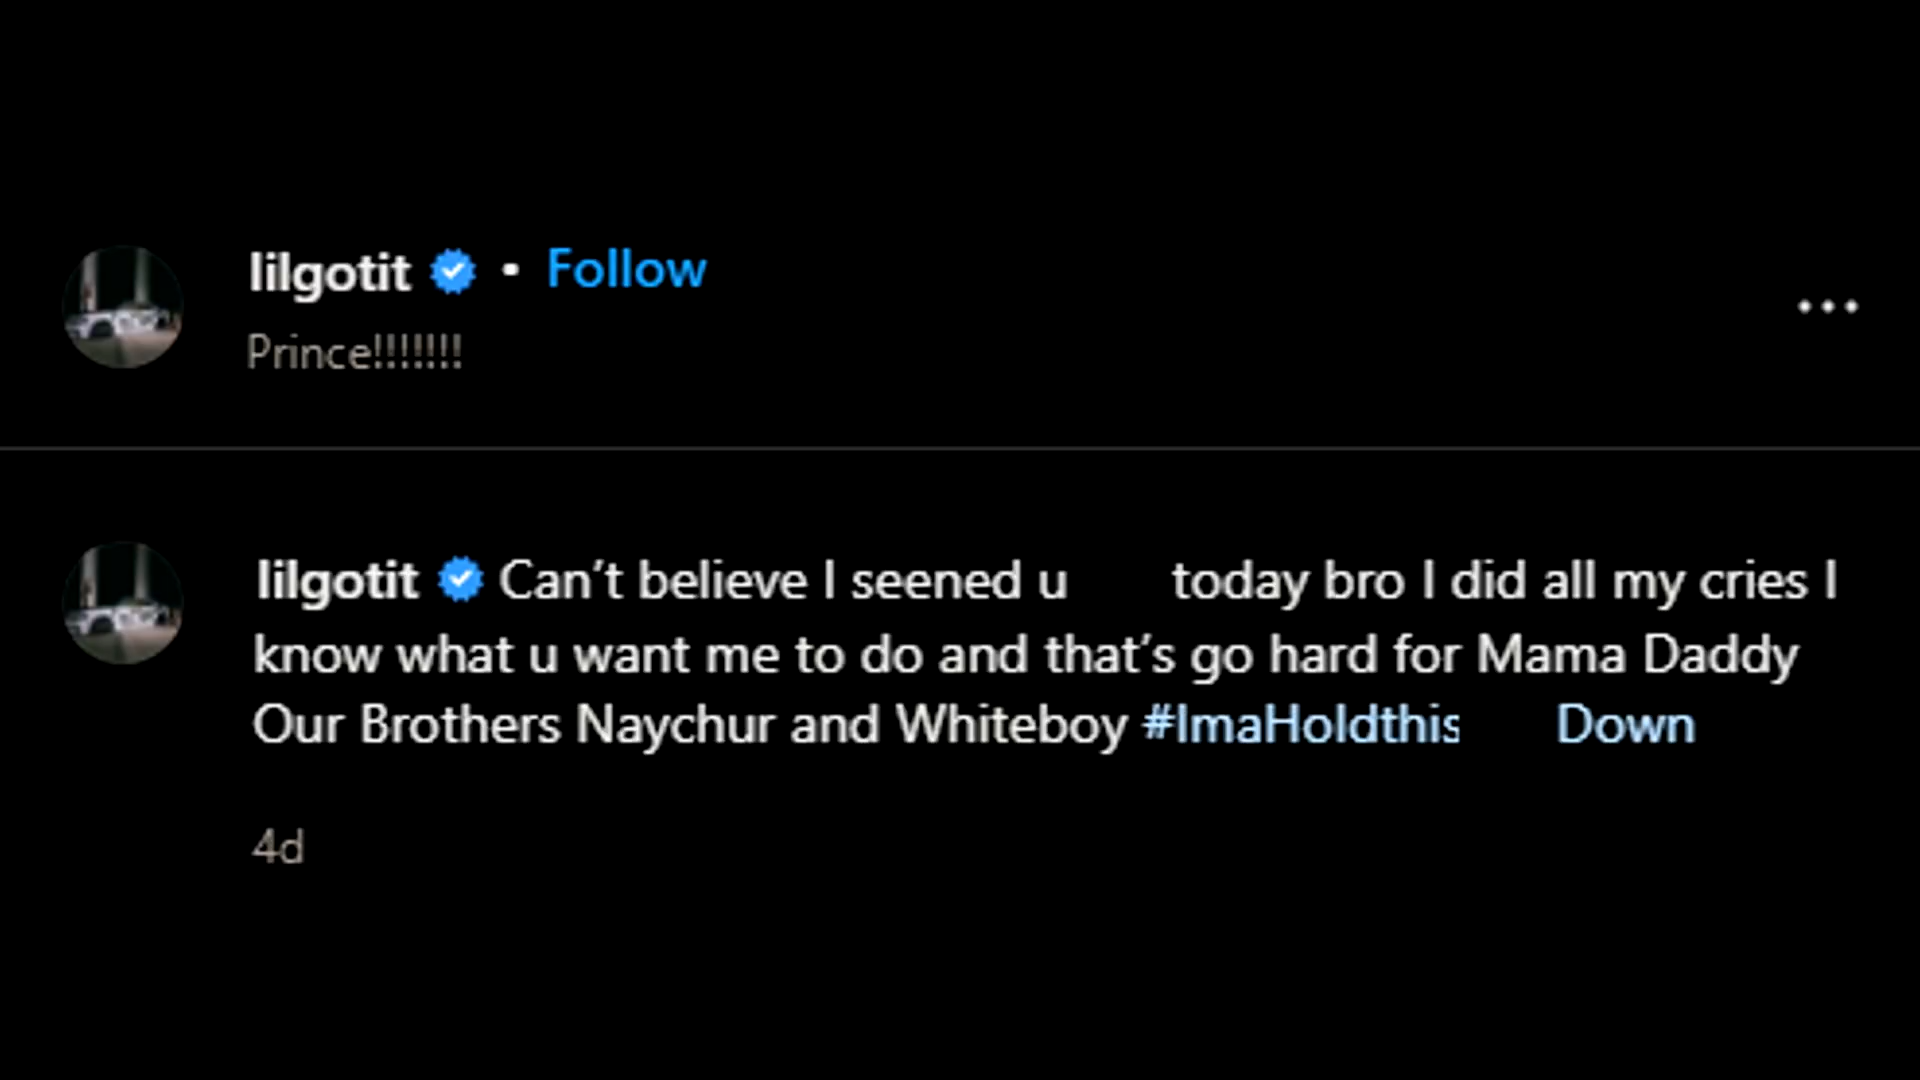 lilgotit • Follow
Prince!!!!!!!
lilgotit Can't believe I seened u today bro I did all my cries I
know what u want me to do and that's go hard for Mama Daddy
Our Brothers Naychur and Whiteboy #ImaHoldthis Down
4d